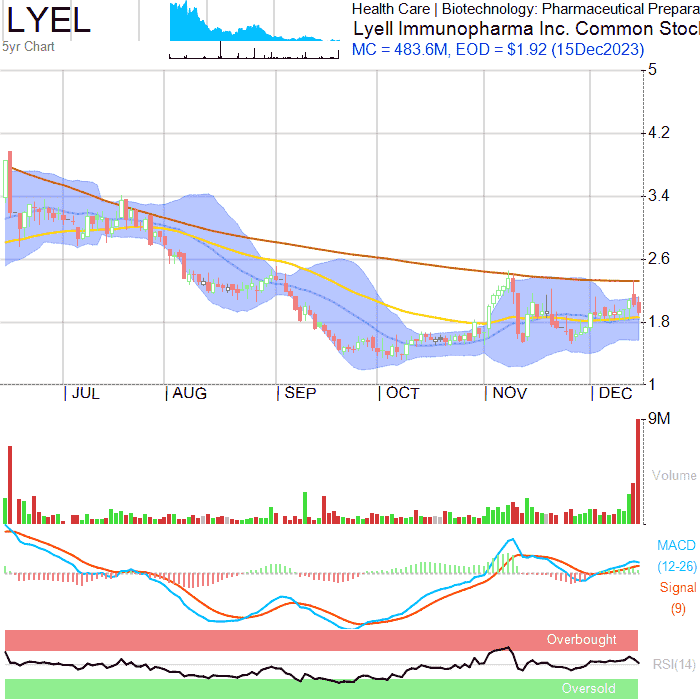 LYEL
5yr Chart
Health Care | Biotechnology: Pharmaceutical Prepara
Lyell Immunopharma Inc. Common Stoc
MC = 483.6M, EOD = $1.92 (15Dec2023)
5
4.2
3.4
2.6
1.8
1
JUL AUG SEP OCT NOV DEC
9M
Volume
MACD
(12-26)
Signal
(9)
Overbought
RSI(14)
Oversold